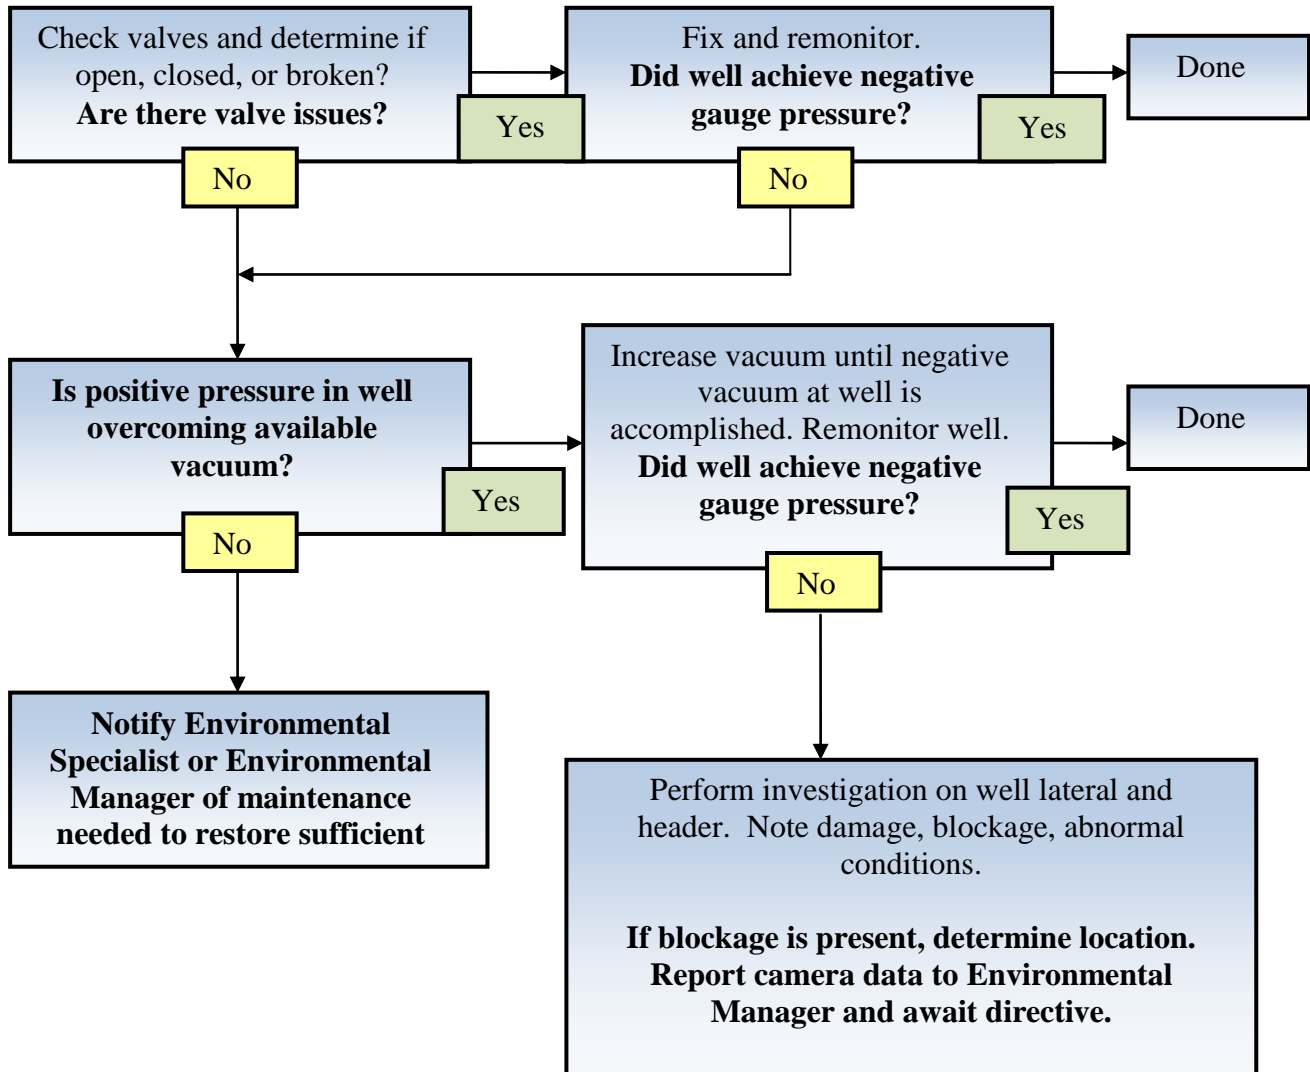 Check valves and determine if
open, closed, or broken?
Are there valve issues?
Yes
No
Fix and remonitor.
Did well achieve negative
gauge pressure?
Yes
No
Done
Is positive pressure in well
overcoming available
vacuum?
Yes
No
Increase vacuum until negative
vacuum at well is
accomplished. Remonitor well.
Did well achieve negative
gauge pressure?
Yes
No
Done
Notify Environmental
Specialist or Environmental
Manager of maintenance
needed to restore sufficient
Perform investigation on well lateral and
header. Note damage, blockage, abnormal
conditions.
If blockage is present, determine location.
Report camera data to Environmental
Manager and await directive.